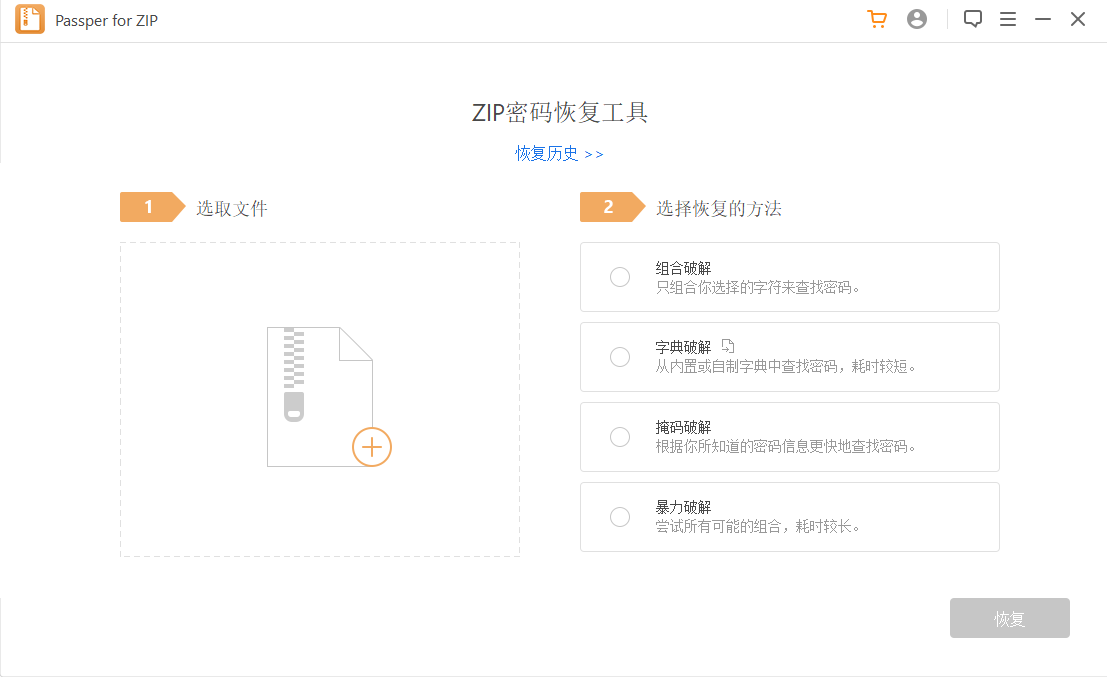 Passper for ZIP
ZIP密码恢复工具
恢复历史 >>
1 选取文件
2 选择恢复的方法
组合破解
只组合你选择的字符来查找密码。
字典破解
从内置或自制字典中查找密码，耗时较短。
掩码破解
根据你所知道的密码信息更快地查找密码。
暴力破解
尝试所有可能的组合，耗时较长。
恢复